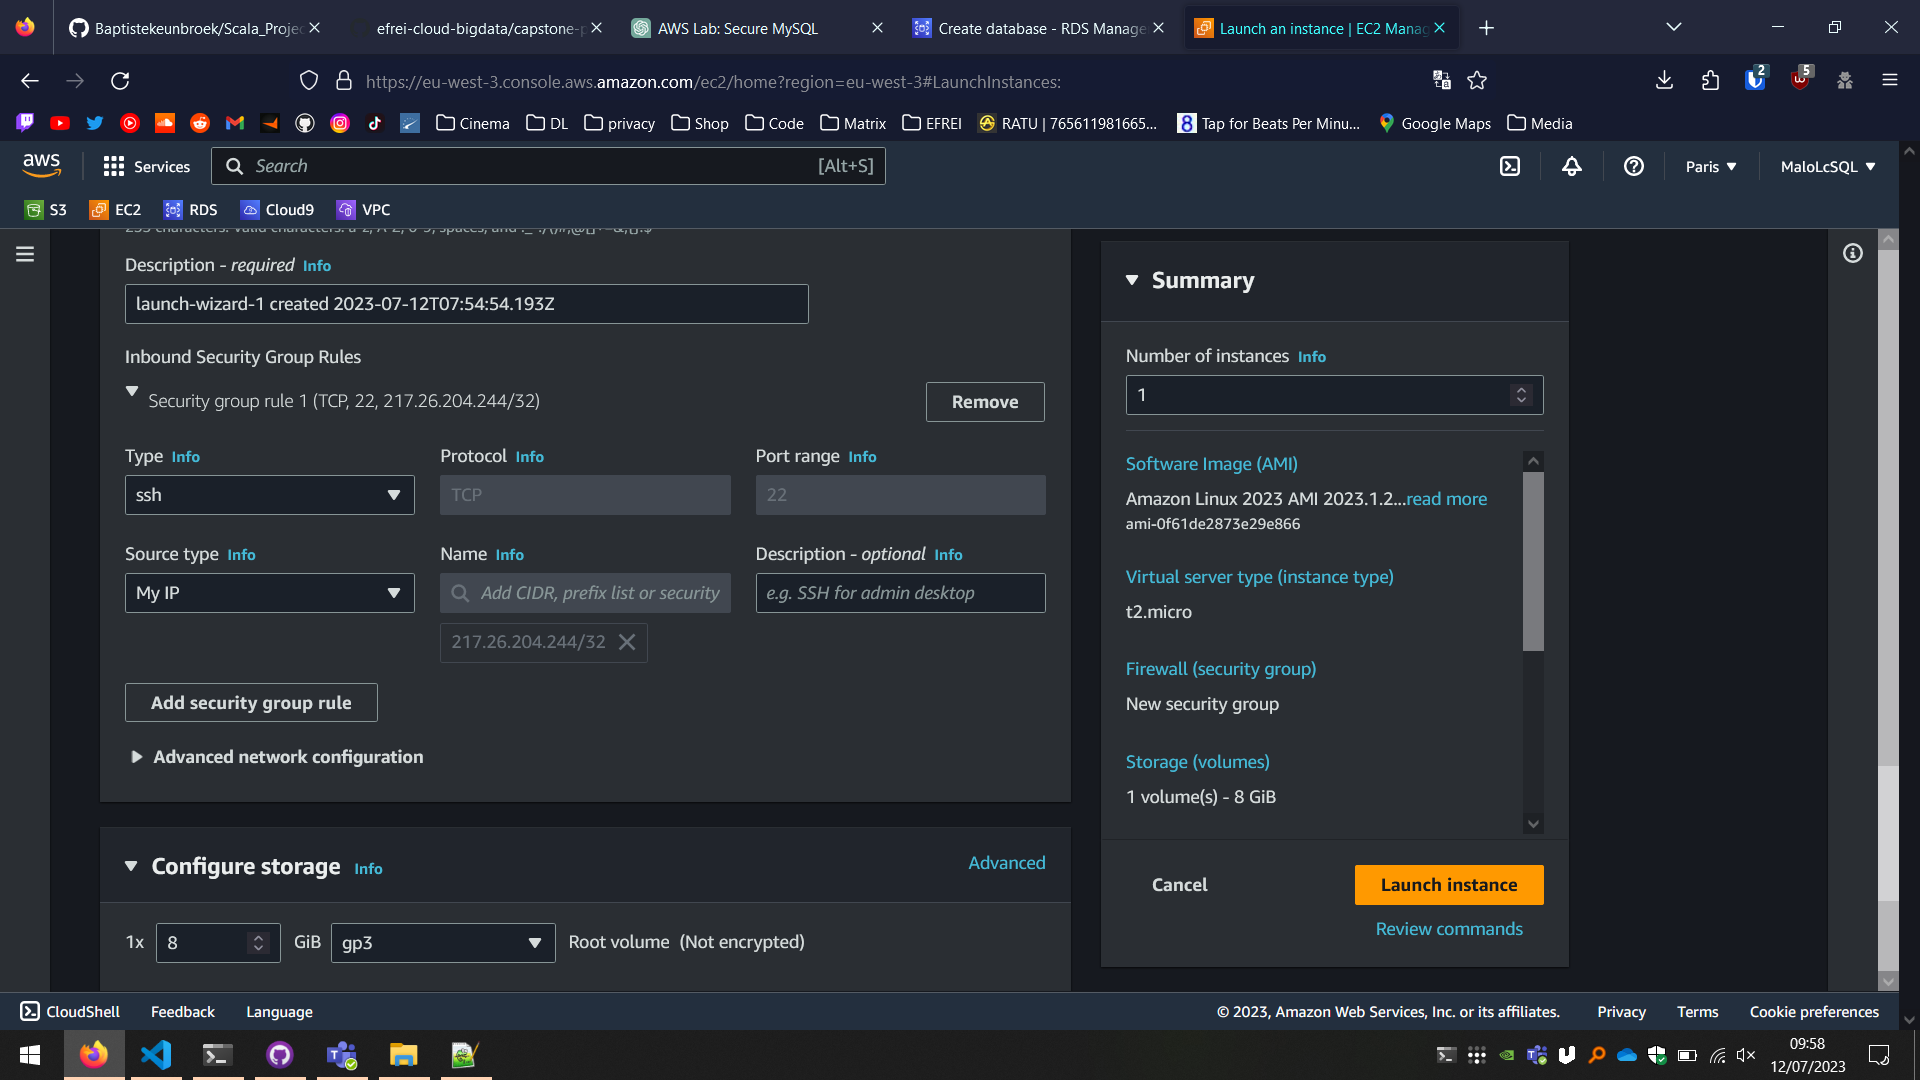 Baptistekeunbroek/Scala_Projec
efrei-cloud-bigdata/capstone-p
AWS Lab: Secure MySQL
Create database - RDS Manage
Launch an instance | EC2 Manag
https://eu-west-3.console.aws.amazon.com/ec2/home?region=eu-west-3#LaunchInstances:
2
5
Cinema
DL
privacy
Shop
Code
Matrix
EFREI
RATU | 765611981665...
8 Tap for Beats Per Minu...
Google Maps
Media
aws
Services
Search
[Alt+S]
Paris
MaloLcSQL
S3
EC2
RDS
Cloud9
VPC
Description - required Info
launch-wizard-1 created 2023-07-12T07:54:54.193Z
Inbound Security Group Rules
Security group rule 1 (TCP, 22, 217.26.204.244/32)
Remove
Type Info
Protocol Info
Port range Info
ssh
TCP
22
Source type Info
Name Info
Description - optional Info
My IP
Add CIDR, prefix list or security
e.g. SSH for admin desktop
217.26.204.244/32
Add security group rule
Advanced network configuration
Configure storage Info
Advanced
1x
8
GiB
gp3
Root volume (Not encrypted)
Summary
Number of instances Info
1
Software Image (AMI)
Amazon Linux 2023 AMI 2023.1.2...read more
ami-0f61de2873e29e866
Virtual server type (instance type)
t2.micro
Firewall (security group)
New security group
Storage (volumes)
1 volume(s) - 8 GiB
Cancel
Launch instance
Review commands
CloudShell
Feedback
Language
© 2023, Amazon Web Services, Inc. or its affiliates.
Privacy
Terms
Cookie preferences
09:58
12/07/2023